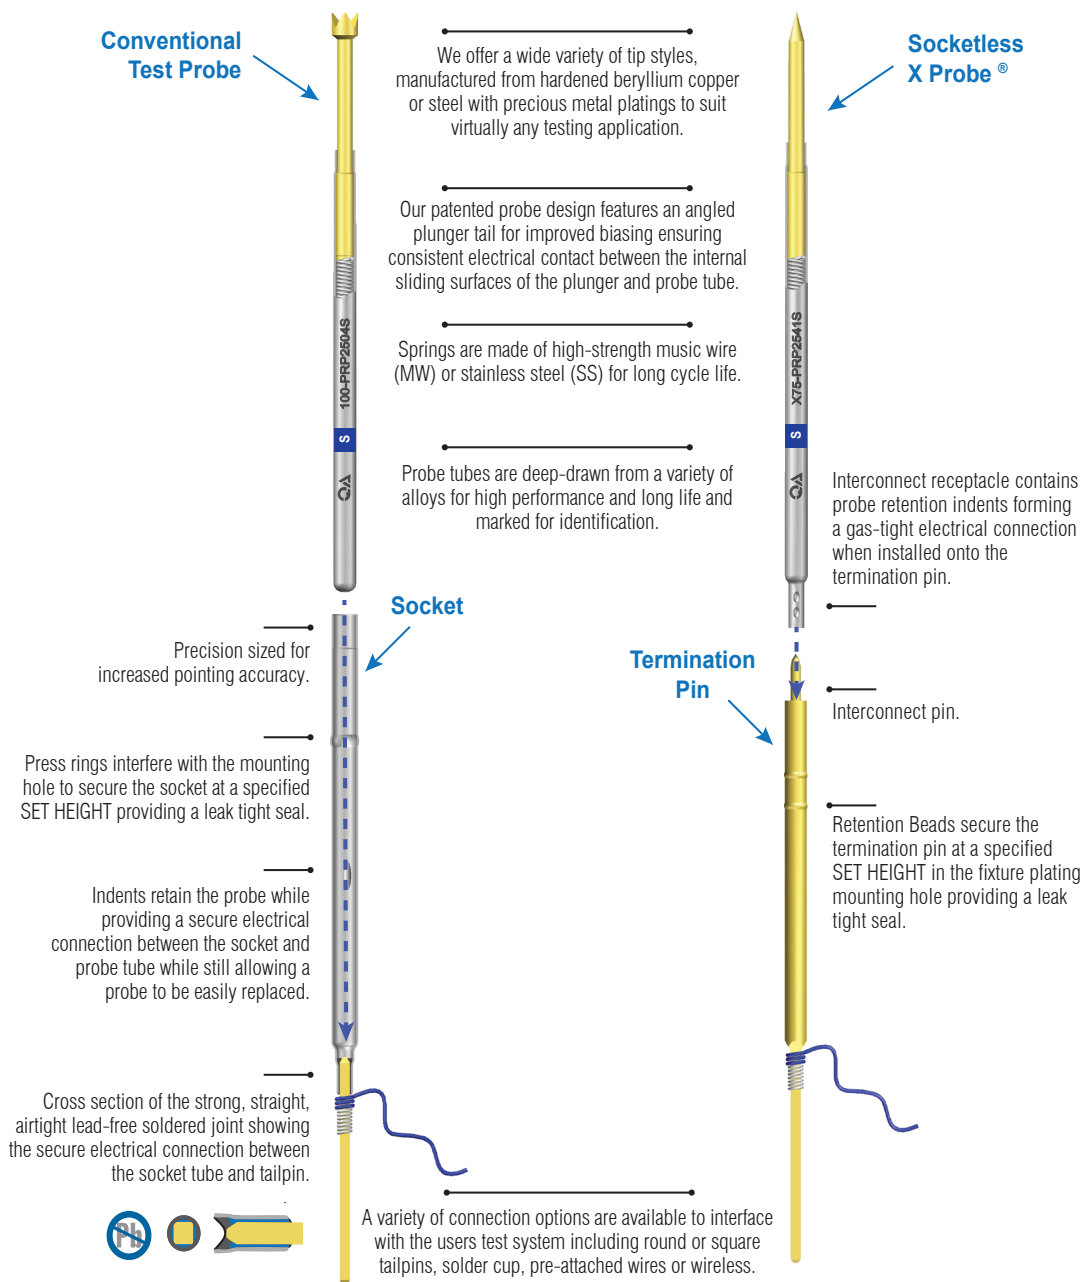 Conventional
Test Probe
We offer a wide variety of tip styles,
manufactured from hardened beryllium copper
or steel with precious metal platings to suit
virtually any testing application.
Socketless
X Probe ®
Our patented probe design features an angled
plunger tail for improved biasing ensuring
consistent electrical contact between the internal
sliding surfaces of the plunger and probe tube.
Springs are made of high-strength music wire
(MW) or stainless steel (SS) for long cycle life.
Probe tubes are deep-drawn from a variety of
alloys for high performance and long life and
marked for identification.
100-PRP2504S
S
QA
X75-PRP2541S
S
QA
Interconnect receptacle contains
probe retention indents forming
a gas-tight electrical connection
when installed onto the
termination pin.
Socket
Precision sized for
increased pointing accuracy.
Termination
Pin
Interconnect pin.
Press rings interfere with the mounting
hole to secure the socket at a specified
SET HEIGHT providing a leak tight seal.
Retention Beads secure the
termination pin at a specified
SET HEIGHT in the fixture plating
mounting hole providing a leak
tight seal.
Indents retain the probe while
providing a secure electrical
connection between the socket and
probe tube while still allowing a
probe to be easily replaced.
Cross section of the strong, straight,
airtight lead-free soldered joint showing
the secure electrical connection between
the socket tube and tailpin.
Pb
A variety of connection options are available to interface
with the users test system including round or square
tailpins, solder cup, pre-attached wires or wireless.